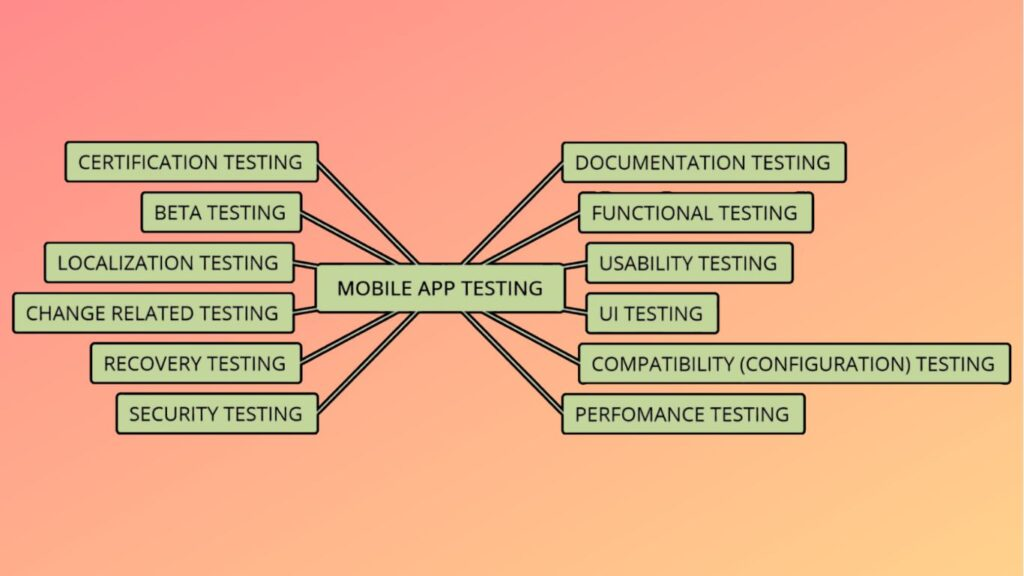 CERTIFICATION TESTING
BETA TESTING
LOCALIZATION TESTING
CHANGE RELATED TESTING
RECOVERY TESTING
SECURITY TESTING
MOBILE APP TESTING
DOCUMENTATION TESTING
FUNCTIONAL TESTING
USABILITY TESTING
UI TESTING
COMPATIBILITY (CONFIGURATION) TESTING
PERFOMANCE TESTING